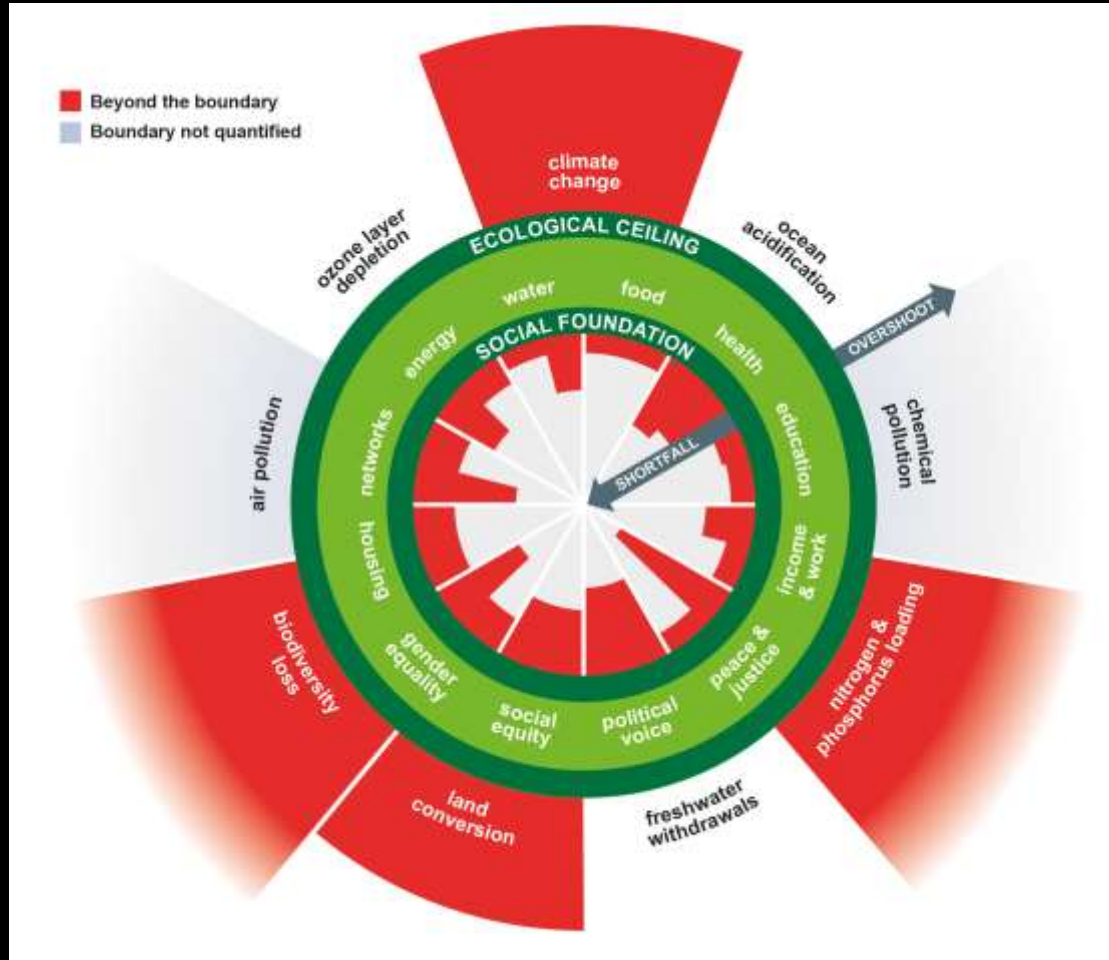 Beyond the boundary
Boundary not quantified
climate
change
ocean
acidification
OVERSHOOT
chemical
pollution
nitrogen &
phosphorus loading
freshwater
withdrawals
land
conversion
biodiversity
loss
air pollution
ozone layer
depletion
ECOLOGICAL CEILING
water
food
health
education
income
& work
peace &
justice
political
voice
social
equity
gender
equality
housing
networks
energy
SOCIAL FOUNDATION
SHORTFALL